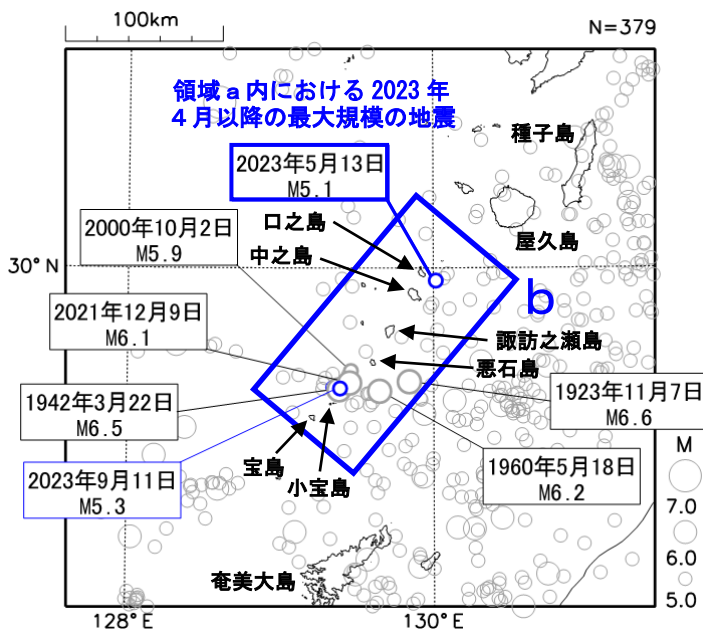 100km
N=379
領域a内における2023年
4月以降の最大規模の地震
種子島
2023年5月13日
M5.1
2000年10月2日
M5.9
口之島
中之島
屋久島
30°N
b
2021年12月9日
M6.1
諏訪之瀬島
悪石島
1942年3月22日
M6.5
1923年11月7日
M6.6
宝島
小宝島
1960年5月18日
M6.2
2023年9月11日
M5.3
M
7.0
6.0
5.0
奄美大島
128°E
130°E